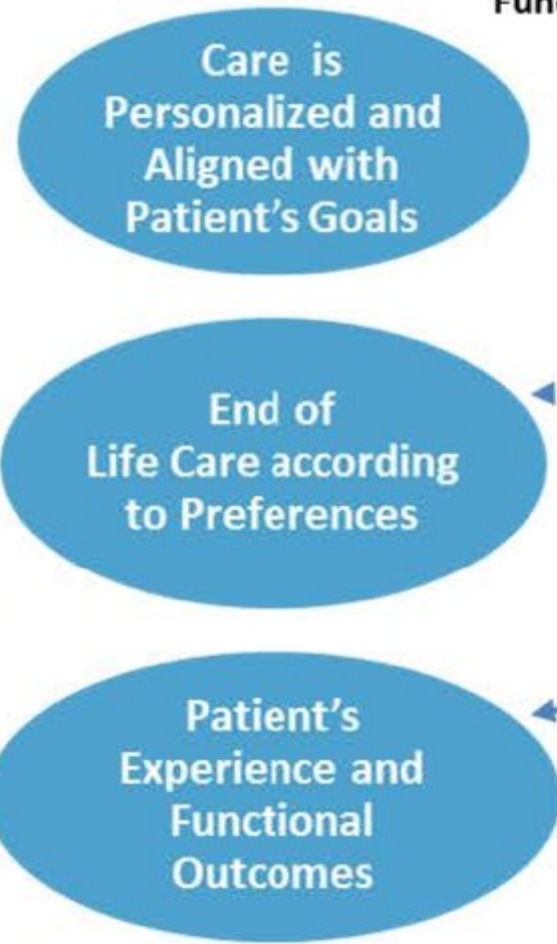 Care is
Personalized and
Aligned with
Patient's Goals
End of
Life Care according
to Preferences
Patient's
Experience and
Functional
Outcomes